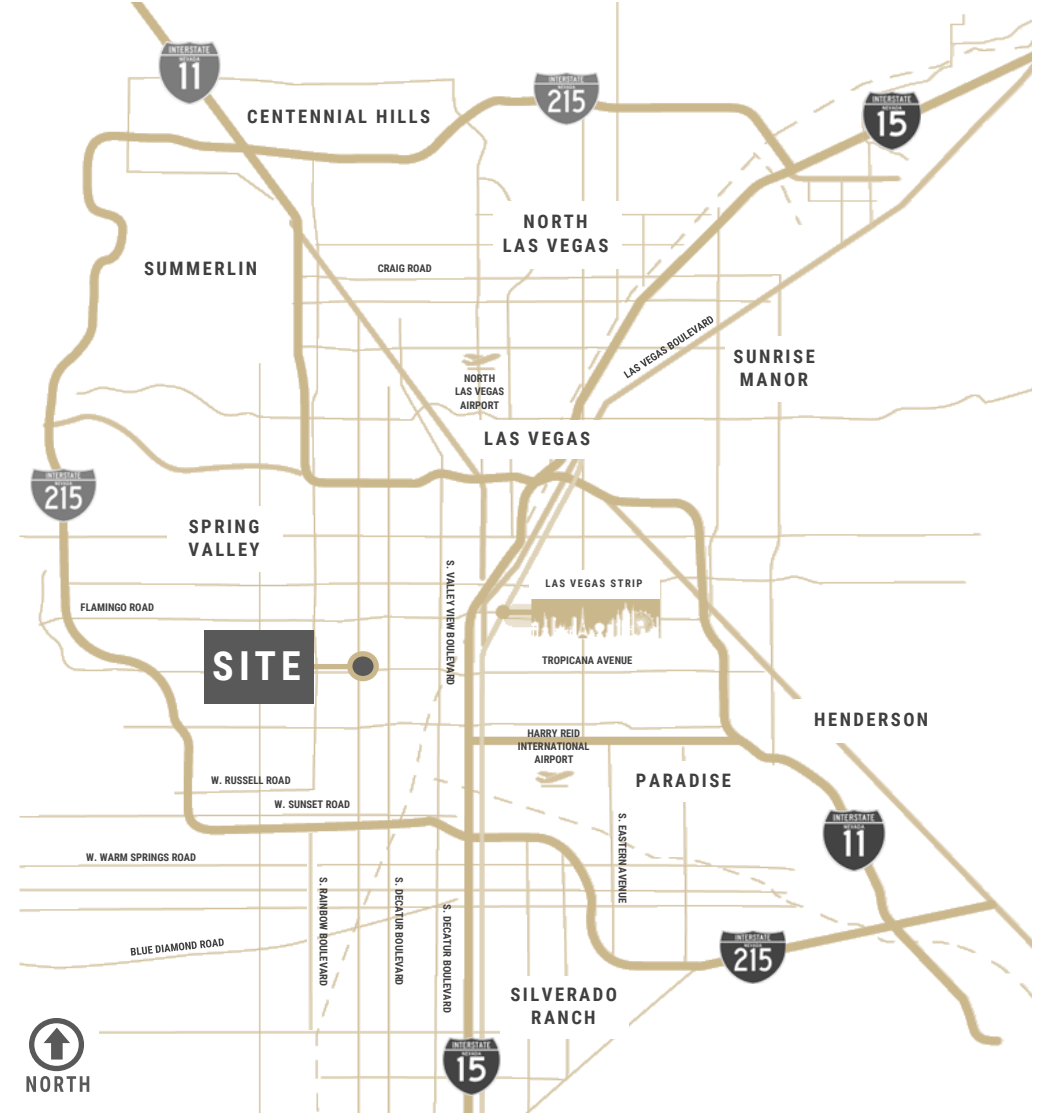 INTERSTATE
NEVADA
11
CENTENNIAL HILLS
INTERSTATE
NEVADA
215
INTERSTATE
NEVADA
15
NORTH
LAS VEGAS
SUMMERLIN
CRAIG ROAD
LAS VEGAS BOULEVARD
SUNRISE
MANOR
NORTH
LAS VEGAS
AIRPORT
LAS VEGAS
INTERSTATE
NEVADA
215
SPRING
VALLEY
S. VALLEY VIEW BOULEVARD
LAS VEGAS STRIP
FLAMINGO ROAD
SITE
TROPICANA AVENUE
HENDERSON
HARRY REID
INTERNATIONAL
AIRPORT
PARADISE
W. RUSSELL ROAD
W. SUNSET ROAD
INTERSTATE
NEVADA
11
S. EASTERN AVENUE
W. WARM SPRINGS ROAD
S. RAINBOW BOULEVARD
S. DECATUR BOULEVARD
S. DECATUR BOULEVARD
BLUE DIAMOND ROAD
INTERSTATE
NEVADA
215
SILVERADO
RANCH
INTERSTATE
NEVADA
15
NORTH